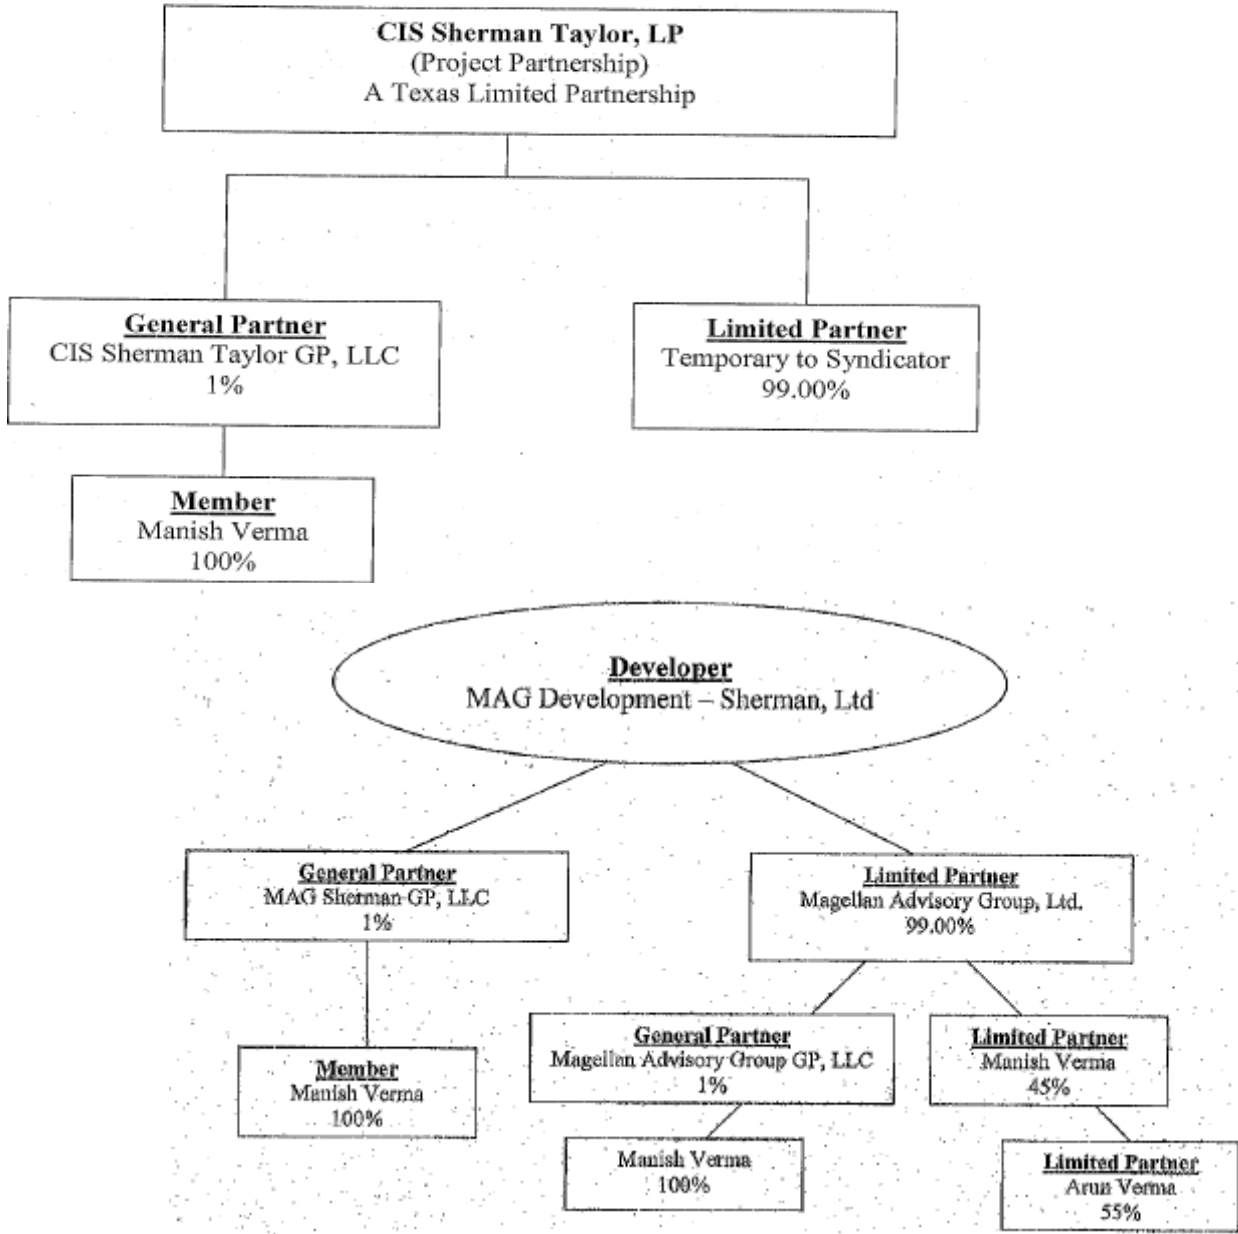 CIS Sherman Taylor, LP
(Project Partnership)
A Texas Limited Partnership
General Partner
CIS Sherman Taylor GP, LLC
1%
Limited Partner
Temporary to Syndicator
99.00%
Member
Manish Verma
100%
Developer
MAG Development – Sherman, Ltd
General Partner
MAG Sherman GP, LLC
1%
Limited Partner
Magellan Advisory Group, Ltd.
99.00%
General Partner
Magellan Advisory Group GP, LLC
1%
Limited Partner
Manish Verma
45%
Member
Manish Verma
100%
Manish Verma
100%
Limited Partner
Arun Verma
55%